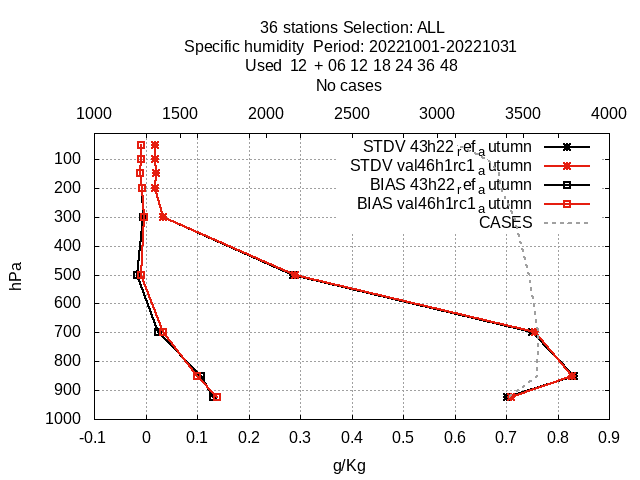 36 stations Selection: ALL
Specific humidity  Period: 20221001-20221031
Used  12  + 06 12 18 24 36 48
No cases
1000 1500 2000 2500 3000 3500 4000
STDV 43h22_ref_autumn
STDV val46h1rc1_autumn
BIAS 43h22_ref_autumn
BIAS val46h1rc1_autumn
CASES
100
200
300
400
500
600
700
800
900
1000
hPa
-0.1 0 0.1 0.2 0.3 0.4 0.5 0.6 0.7 0.8 0.9
g/Kg